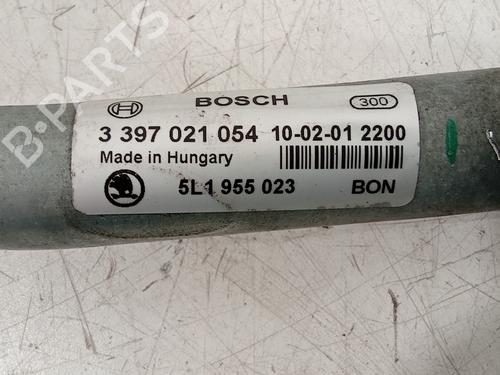 BOSCH 300
3 397 021 054 10-02-01 2200
Made in Hungary
5L1 955 023 BON
B-PARTS